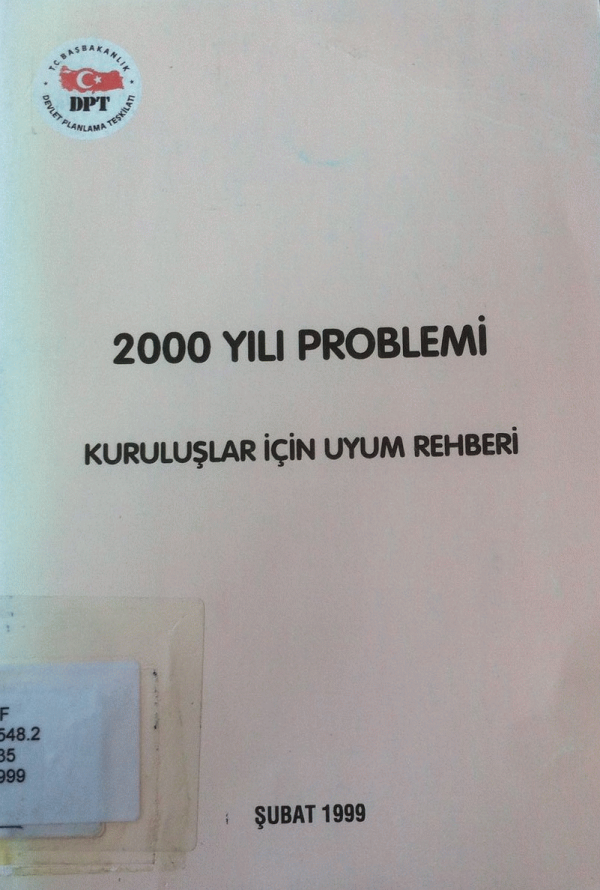 T.C. BAŞBAKANLIK
DPT
DEVLET PLANLAMA TEŞKİLATI
2000 YILI PROBLEMİ
KURULUŞLAR İÇİN UYUM REHBERİ
F
548.2
35
999
ŞUBAT 1999